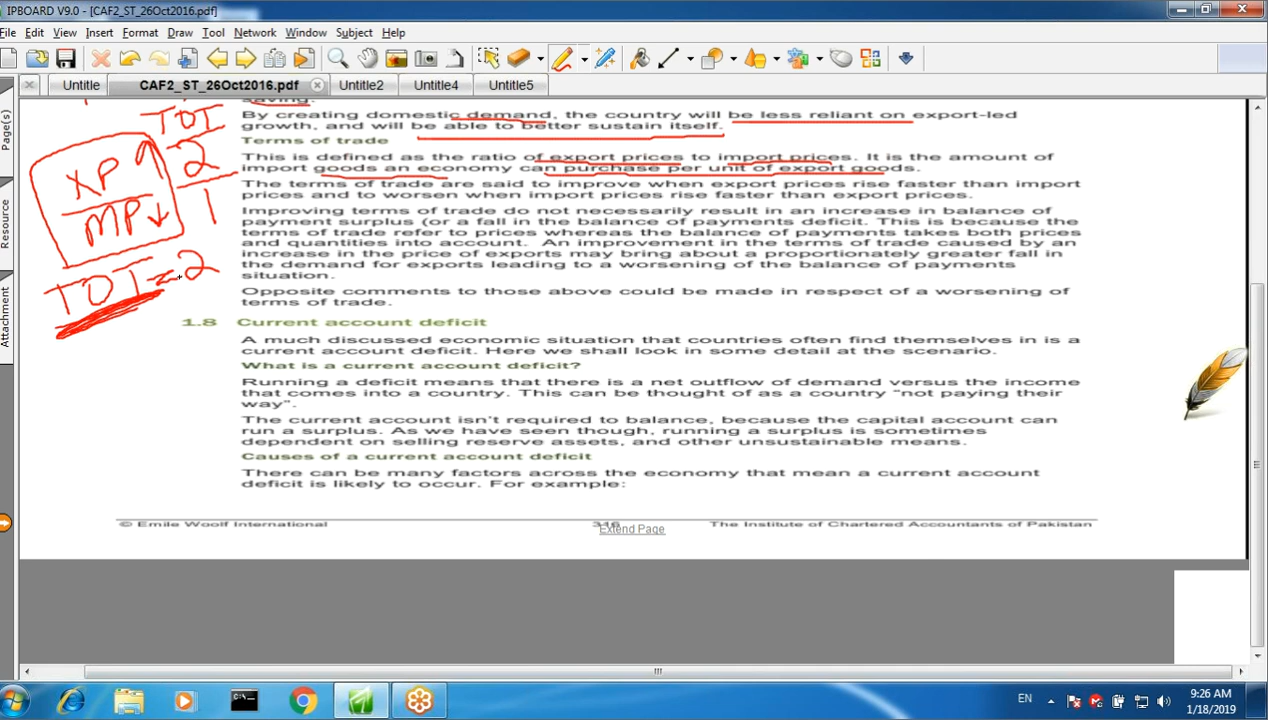 IPBOARD V9.0 - [CAF2_ST_26Oct2016.pdf]
File Edit View Insert Format Draw Tool Network Window Subject Help
Untitle CAF2_ST_26Oct2016.pdf Untitle2 Untitle4 Untitle5
Page(s)
Resource
Attachment
saving.
By creating domestic demand, the country will be less reliant on export-led
growth, and will be able to better sustain itself.
Terms of trade
This is defined as the ratio of export prices to import prices. It is the amount of
import goods an economy can purchase per unit of export goods.
The terms of trade are said to improve when export prices rise faster than import
prices and to worsen when import prices rise faster than export prices.
Improving terms of trade do not necessarily result in an increase in balance of
payment surplus (or a fall in the balance of payments deficit. This is because the
terms of trade refer to prices whereas the balance of payments takes both prices
and quantities into account. An improvement in the terms of trade caused by an
increase in the price of exports may bring about a proportionately greater fall in
the demand for exports leading to a worsening of the balance of payments
situation.
Opposite comments to those above could be made in respect of a worsening of
terms of trade.
TOT
2
1
XP
MP
TOT = 2
1.8 Current account deficit
A much discussed economic situation that countries often find themselves in is a
current account deficit. Here we shall look in some detail at the scenario.
What is a current account deficit?
Running a deficit means that there is a net outflow of demand versus the income
that comes into a country. This can be thought of as a country “not paying their
way”.
The current account isn't required to balance, because the capital account can
run a surplus. As we have seen though, running a surplus is sometimes
dependent on selling reserve assets, and other unsustainable means.
Causes of a current account deficit
There can be many factors across the economy that mean a current account
deficit is likely to occur. For example:
© Emile Woolf International 316 The Institute of Chartered Accountants of Pakistan
Extend Page
EN 9:26 AM
1/18/2019